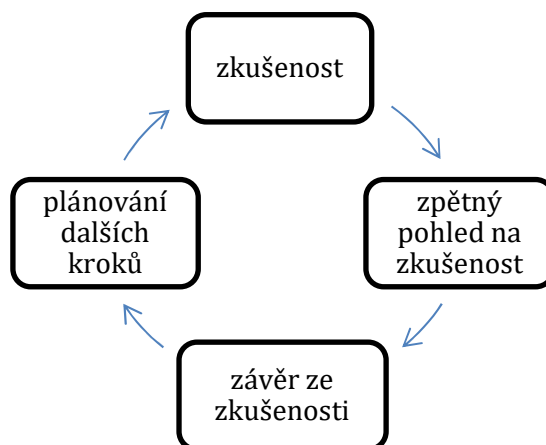 zkušenost
zpětný
pohled na
zkušenost
závěr ze
zkušenosti
plánování
dalších
kroků